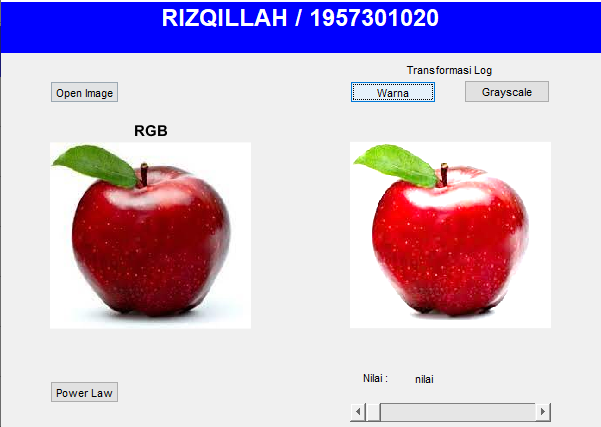 RIZQILLAH / 1957301020
Transformasi Log
Open Image
Warna
Grayscale
RGB
Nilai :
nilai
Power Law